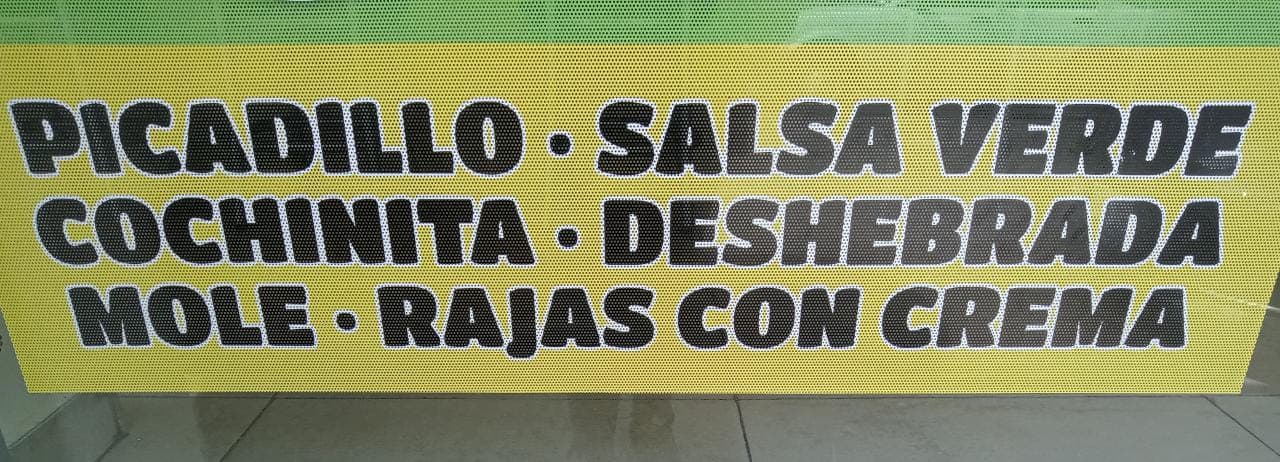 PICADILLO • SALSA VERDE
COCHINITA • DESHEBRADA
MOLE • RAJAS CON CREMA